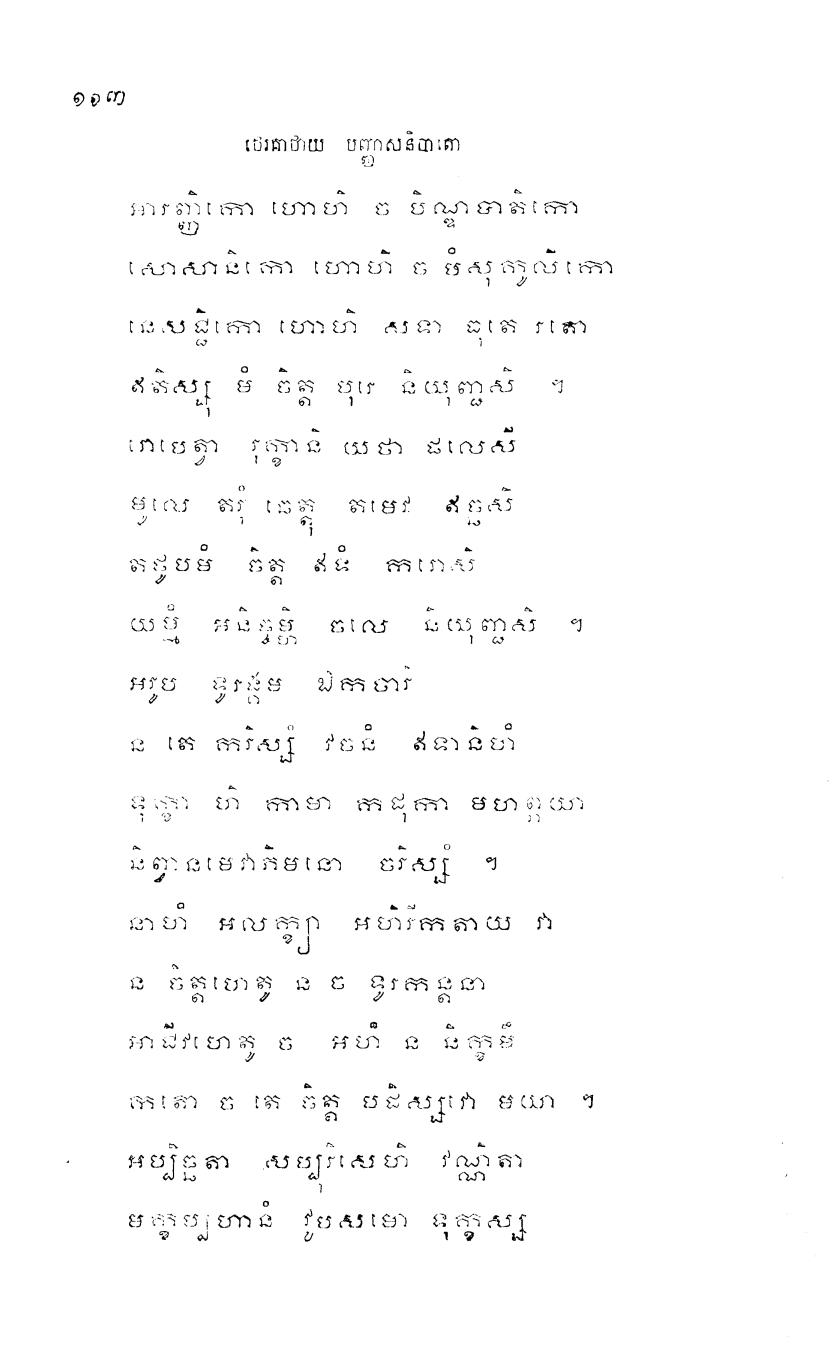 ១១៣
ថេរគាថាយ បញ្ញាសនិបាតោ
អារញ្ញិកោ ហោហិ ច បិណ្ឌបាតិកោ
សោសានិកោ ហោហិ ច បំសុកូលិកោ
នេសជ្ជិកោ ហោហិ សទា ធុតេ រតោ
ឥតិស្សុ មំ ចិត្ត បុរេ និយុញ្ជសិ ។
រោបេត្វា រុក្ខានិ យថា ផលេសី
មូលេ តរុំ ឆេត្តុ តមេវ ឥច្ឆសិ
តថូបមំ ចិត្ត ឥទំ ករោសិ
យម្មំ អនិច្ចម្ហិ ចលេ និយុញ្ជសិ ។
អរូប ទូរង្គម ឯកចារិ
ន តេ ករិស្សំ វចនំ ឥទានិហំ
ទុក្ខា ហិ កាមា កដុកា មហព្ភយា
និព្វានមេវាភិមនោ ចរិស្សំ ។
នាហំ អលក្ខ្យា អហិរីកតាយ វា
ន ចិត្តហេតូ ន ច ទូរកន្តនា
អាជីវហេតូ ច អហំ ន និក្ខមឹ
កតោ ច តេ ចិត្ត បដិស្សវោ មយា ។
អប្បិច្ឆតា សប្បុរិសេហិ វណ្ណិតា
មក្ខប្បហានំ វូបសមោ ទុក្ខស្ស